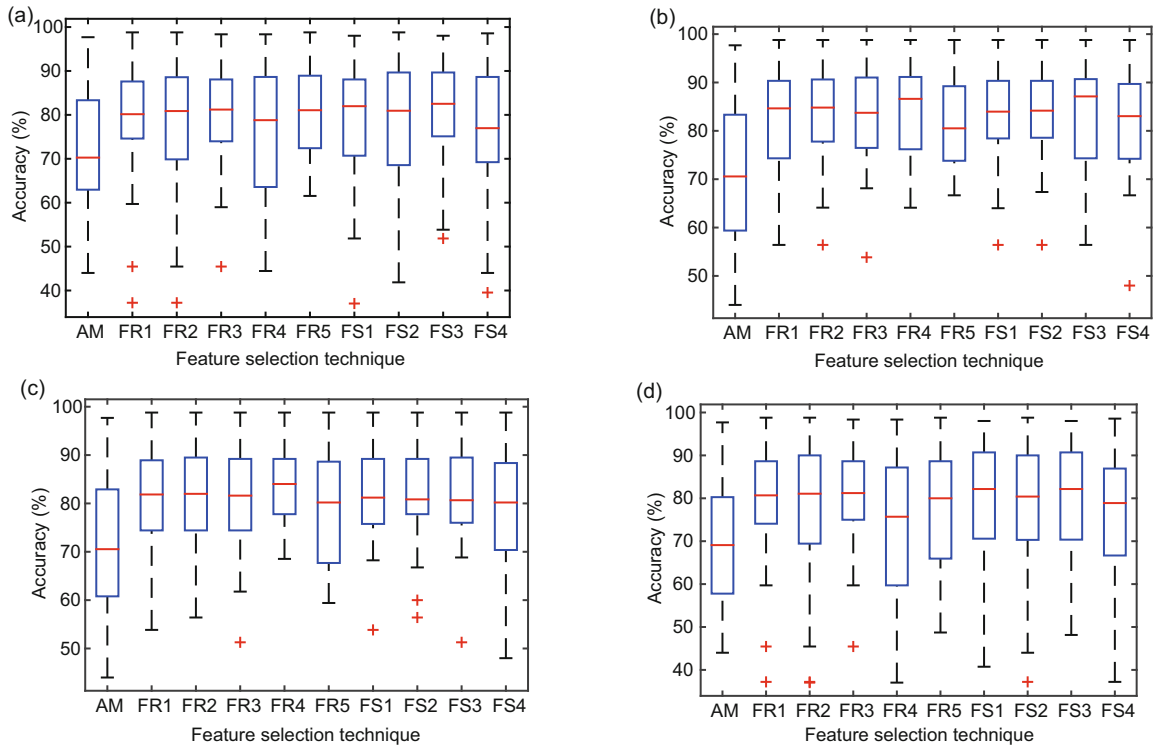 (a)
100
90
80
70
60
50
40
Accuracy (%)
AM FR1 FR2 FR3 FR4 FR5 FS1 FS2 FS3 FS4
Feature selection technique
(b)
100
90
80
70
60
50
Accuracy (%)
AM FR1 FR2 FR3 FR4 FR5 FS1 FS2 FS3 FS4
Feature selection technique
(c)
100
90
80
70
60
50
Accuracy (%)
AM FR1 FR2 FR3 FR4 FR5 FS1 FS2 FS3 FS4
Feature selection technique
(d)
100
90
80
70
60
50
40
Accuracy (%)
AM FR1 FR2 FR3 FR4 FR5 FS1 FS2 FS3 FS4
Feature selection technique